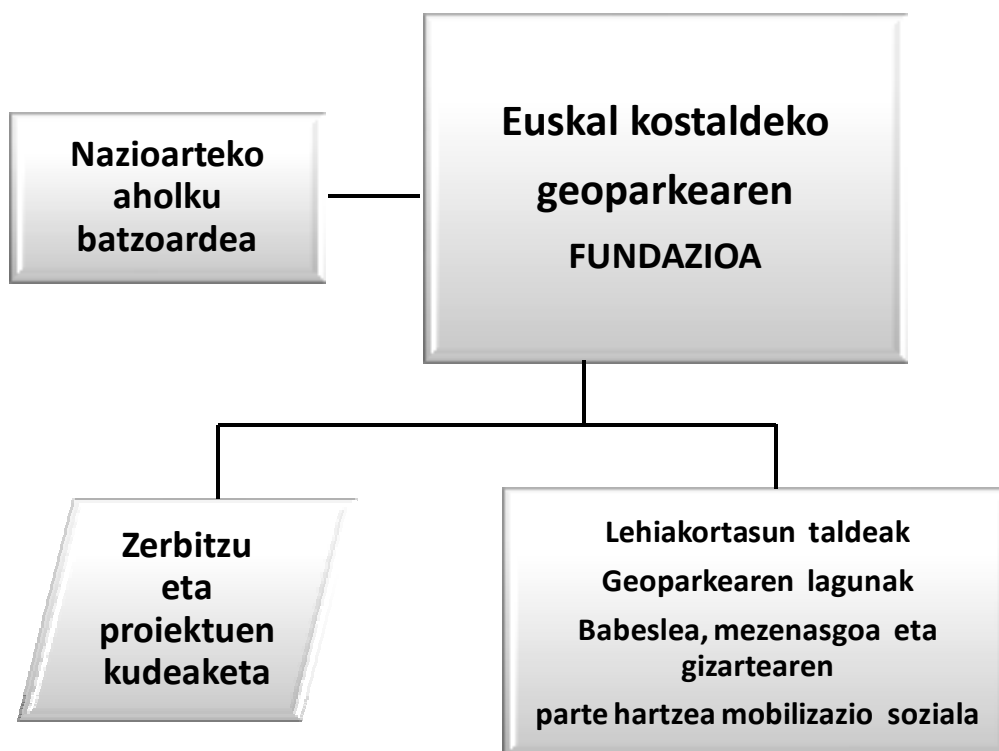 Nazioarteko
aholku
batzoardea
Euskal kostaldeko
geoparkearen
FUNDAZIOA
Zerbitzu
eta
proiektuen
kudeaketa
Lehiakortasun taldeak
Geoparkearen lagunak
Babeslea, mezenasgoa eta
gizartearen
parte hartzea mobilizazio soziala